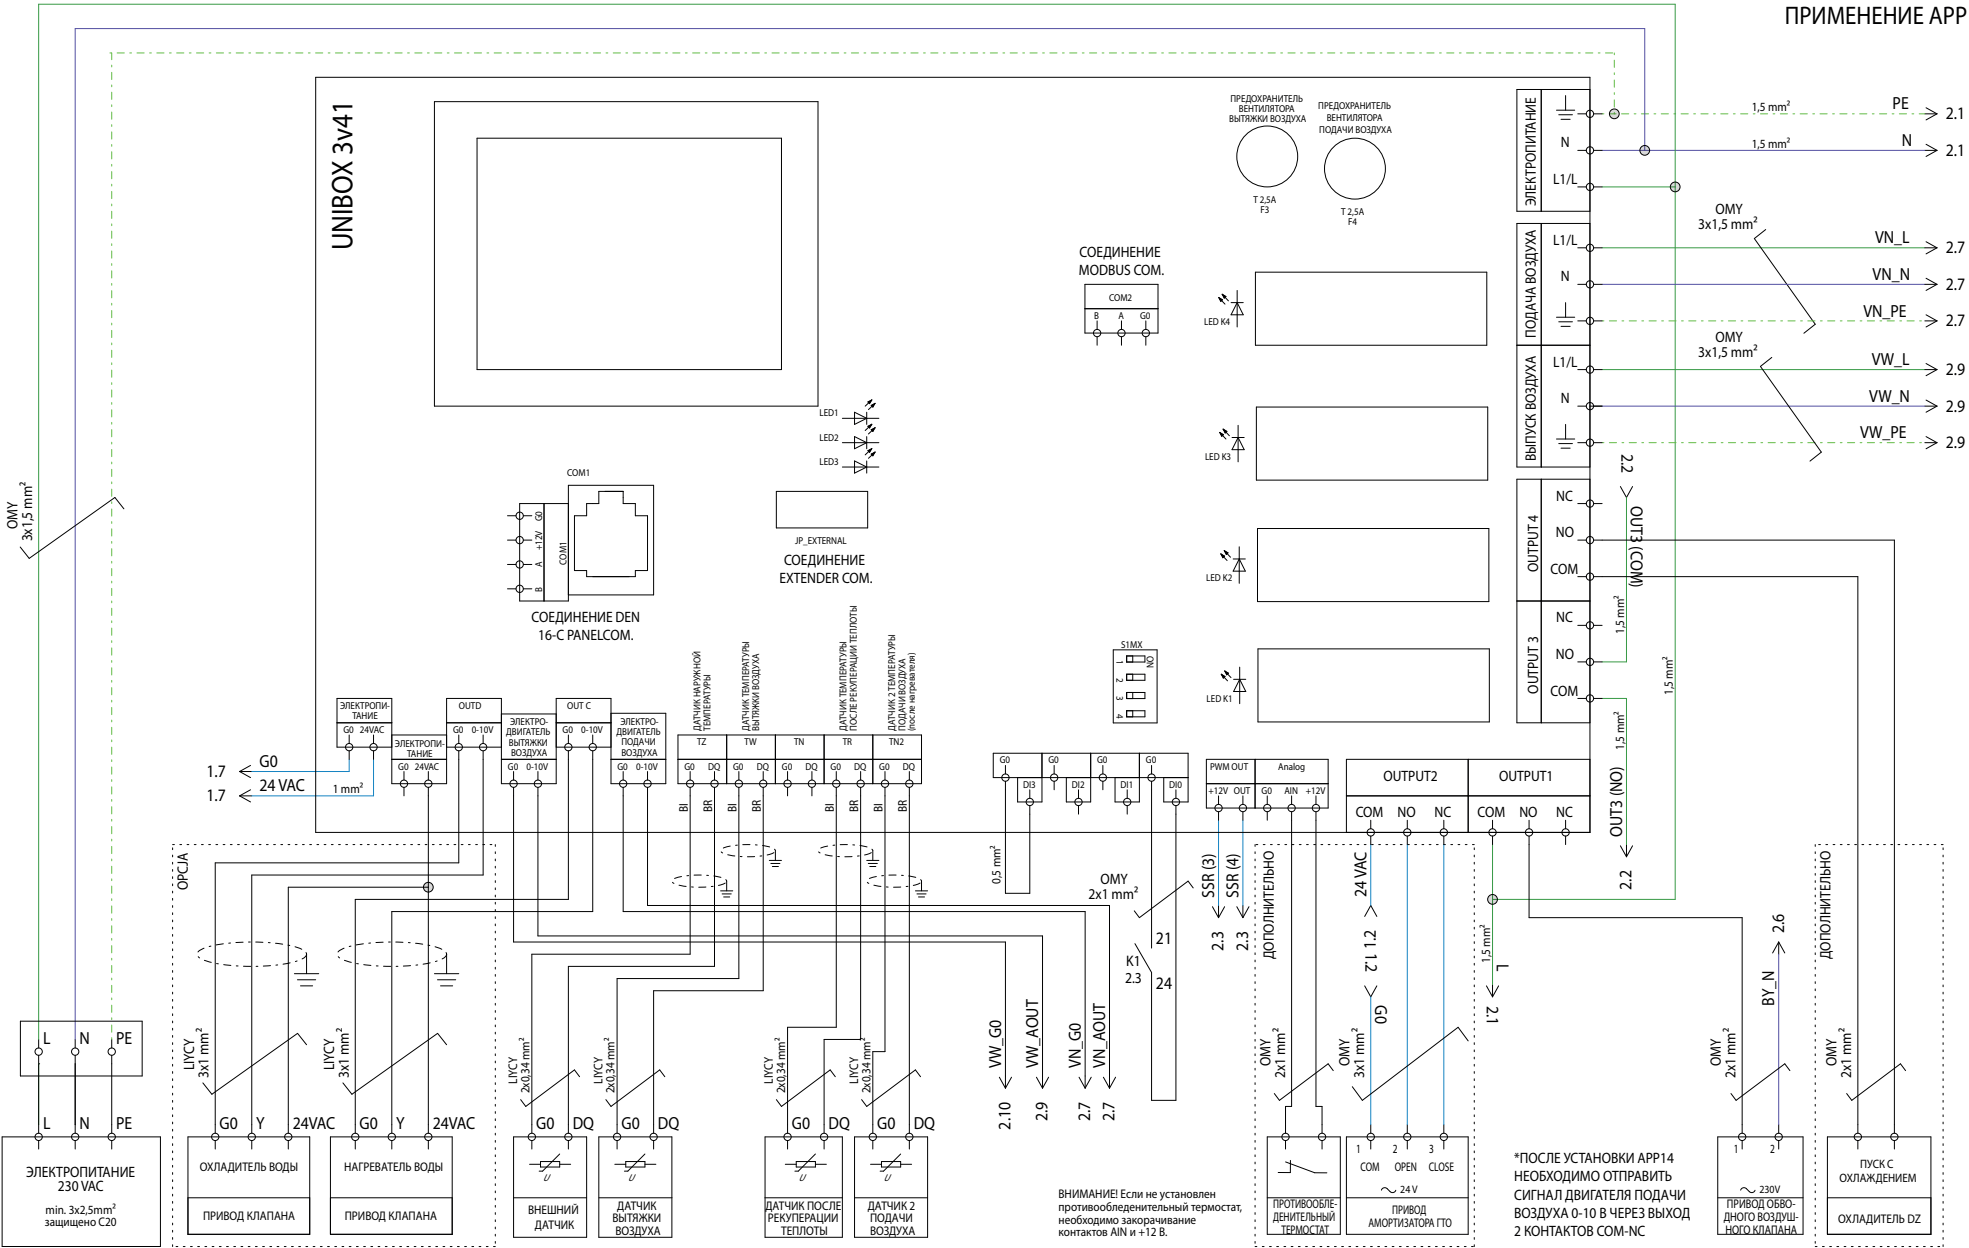 ПРИМЕНЕНИЕ APP
UNIBOX 3v41
ПРЕДОХРАНИТЕЛЬ
ВЕНТИЛЯТОРА
ВЫТЯЖКИ ВОЗДУХА
T 2,5A
F3
ПРЕДОХРАНИТЕЛЬ
ВЕНТИЛЯТОРА
ПОДАЧИ ВОЗДУХА
T 2,5A
F4
ЭЛЕКТРОПИТАНИЕ
N
L1/L
1,5 mm²
PE
2.1
1,5 mm²
N
2.1
ПОДАЧА ВОЗДУХА
L1/L
N
OMY
3x1,5 mm²
VN_L
2.7
VN_N
2.7
VN_PE
2.7
ВЫПУСК ВОЗДУХА
L1/L
N
OMY
3x1,5 mm²
VW_L
2.9
VW_N
2.9
VW_PE
2.9
OUTPUT 4
NC
NO
COM
2.2
OUT3 (COM)
1,5 mm²
OUTPUT 3
NC
NO
COM
1,5 mm²
1,5 mm²
OUT3 (NO)
2.2
СОЕДИНЕНИЕ
MODBUS COM.
COM2
B
A
G0
LED K4
LED K3
LED K2
LED K1
LED1
LED2
LED3
COM1
G0
+12V
A
B
COM1
СОЕДИНЕНИЕ DEN
16-C PANELCOM.
JP_EXTERNAL
СОЕДИНЕНИЕ
EXTENDER COM.
S1MX
ON
1
2
3
4
OMY
3x1,5 mm²
ЭЛЕКТРОПИ-
ТАНИЕ
G0 24VAC
ЭЛЕКТРОПИ-
ТАНИЕ
G0 24VAC
OUTD
G0 0-10V
ЭЛЕКТРО-
ДВИГАТЕЛЬ
ВЫТЯЖКИ
ВОЗДУХА
G0 0-10V
OUT C
G0 0-10V
ЭЛЕКТРО-
ДВИГАТЕЛЬ
ПОДАЧИ
ВОЗДУХА
G0 0-10V
ДАТЧИК НАРУЖНОЙ
ТЕМПЕРАТУРЫ
TZ
G0 DQ
BI
BR
ДАТЧИК ТЕМПЕРАТУРЫ
ВЫТЯЖКИ ВОЗДУХА
TW
G0 DQ
BI
BR
TN
G0 DQ
ДАТЧИК ТЕМПЕРАТУРЫ
ПОСЛЕ РЕКУПЕРАЦИИ ТЕПЛОТЫ
TR
G0 DQ
BI
BR
ДАТЧИК 2 ТЕМПЕРАТУРЫ
ПОДАЧИ ВОЗДУХА
(после нагревателя)
TN2
G0 DQ
BI
BR
1.7
G0
1.7
24 VAC
1 mm²
G0
DI3
G0
DI2
G0
DI1
G0
DI0
PWM OUT
+12V OUT
Analog
G0 AIN +12V
OUTPUT2
COM NO NC
OUTPUT1
COM NO NC
0,5 mm²
OMY
2x1 mm²
21
K1
2.3
24
SSR (3)
2.3
SSR (4)
2.3
ДОПОЛНИТЕЛЬНО
24 VAC
1.2
1.2
G0
1,5 mm²
L
2.1
BY_N
2.6
ДОПОЛНИТЕЛЬНО
OPCJA
LIYCY
3x1 mm²
LIYCY
3x1 mm²
LIYCY
2x0,34 mm²
LIYCY
2x0,34 mm²
LIYCY
2x0,34 mm²
LIYCY
2x0,34 mm²
VW_G0
2.10
VW_AOUT
2.9
VN_G0
2.7
VN_AOUT
2.7
OMY
2x1 mm²
OMY
3x1 mm²
OMY
2x1 mm²
OMY
2x1 mm²
L N PE
L N PE
ЭЛЕКТРОПИТАНИЕ
230 VAC
min. 3x2,5mm²
защищено C20
G0 Y 24VAC
ОХЛАДИТЕЛЬ ВОДЫ
ПРИВОД КЛАПАНА
G0 Y 24VAC
НАГРЕВАТЕЛЬ ВОДЫ
ПРИВОД КЛАПАНА
G0 DQ
U
ВНЕШНИЙ
ДАТЧИК
G0 DQ
U
ДАТЧИК
ВЫТЯЖКИ
ВОЗДУХА
G0 DQ
U
ДАТЧИК ПОСЛЕ
РЕКУПЕРАЦИИ
ТЕПЛОТЫ
G0 DQ
U
ДАТЧИК 2
ПОДАЧИ
ВОЗДУХА
ВНИМАНИЕ! Если не установлен
противообледенительный термостат,
необходимо закорачивание
контактов AIN и +12 В.
ПРОТИВООБЛЕ-
ДЕНИТЕЛЬНЫЙ
ТЕРМОСТАТ
1 2 3
COM OPEN CLOSE
24 V
ПРИВОД
АМОРТИЗАТОРА ГТО
*ПОСЛЕ УСТАНОВКИ APP14
НЕОБХОДИМО ОТПРАВИТЬ
СИГНАЛ ДВИГАТЕЛЯ ПОДАЧИ
ВОЗДУХА 0-10 В ЧЕРЕЗ ВЫХОД
2 КОНТАКТОВ COM-NC
1 2
230V
ПРИВОД ОБВО-
ДНОГО ВОЗДУШ-
НОГО КЛАПАНА
ПУСК С
ОХЛАЖДЕНИЕМ
ОХЛАДИТЕЛЬ DZ